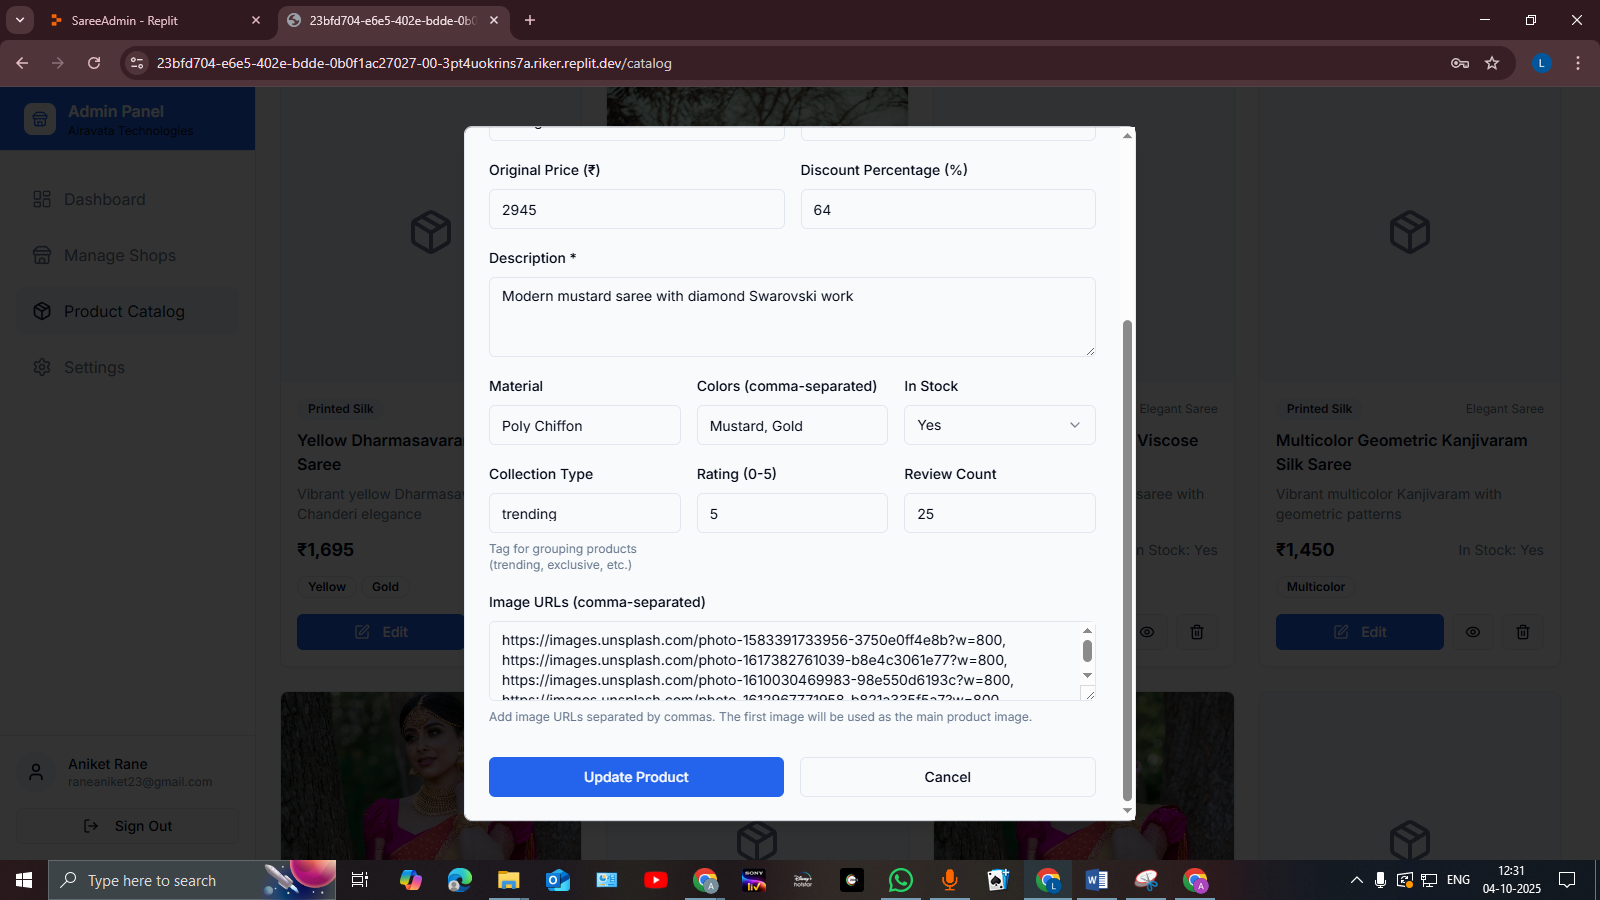 SareeAdmin - Replit
23bfd704-e6e5-402e-bdde-0b0
23bfd704-e6e5-402e-bdde-0b0f1ac27027-00-3pt4uokrins7a.riker.replit.dev/catalog
L
Admin Panel
Airavata Technologies
Dashboard
Manage Shops
Product Catalog
Settings
Aniket Rane
raneaniket23@gmail.com
Sign Out
Printed Silk
Yellow Dharmasavara
Saree
Vibrant yellow Dharmasav
Chanderi elegance
₹1,695
Yellow Gold
Edit
Original Price (₹)
2945
Discount Percentage (%)
64
Description *
Modern mustard saree with diamond Swarovski work
Material
Poly Chiffon
Colors (comma-separated)
Mustard, Gold
In Stock
Yes
Collection Type
trending
Tag for grouping products
(trending, exclusive, etc.)
Rating (0-5)
5
Review Count
25
Image URLs (comma-separated)
https://images.unsplash.com/photo-1583391733956-3750e0ff4e8b?w=800,
https://images.unsplash.com/photo-1617382761039-b8e4c3061e77?w=800,
https://images.unsplash.com/photo-1610030469983-98e550d6193c?w=800,
https://images.unsplash.com/photo-1612967771958-b821a335f5a7?w=800
Add image URLs separated by commas. The first image will be used as the main product image.
Update Product
Cancel
Elegant Saree
Viscose
saree with
n Stock: Yes
Printed Silk
Elegant Saree
Multicolor Geometric Kanjivaram
Silk Saree
Vibrant multicolor Kanjivaram with
geometric patterns
₹1,450
In Stock: Yes
Multicolor
Edit
Type here to search
ENG
12:31
04-10-2025